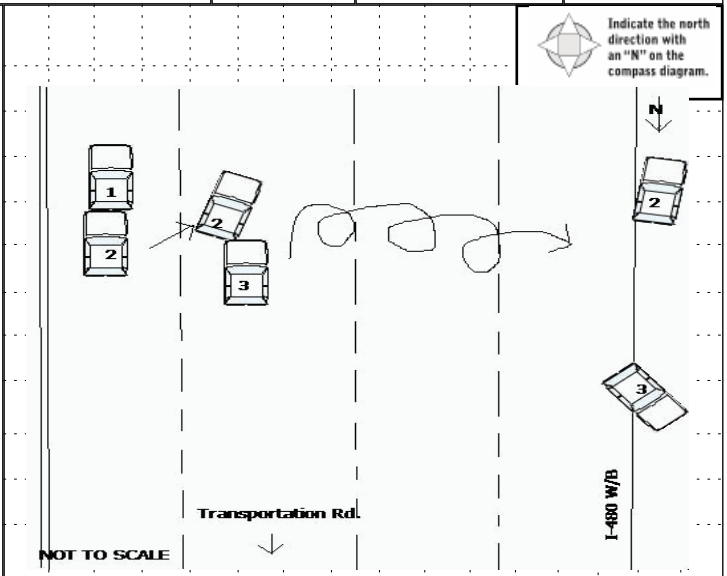 Indicate the north
direction with
an "N" on the
compass diagram.
N
1
2
2
2
3
3
I-480 W/B
Transportation Rd.
NOT TO SCALE